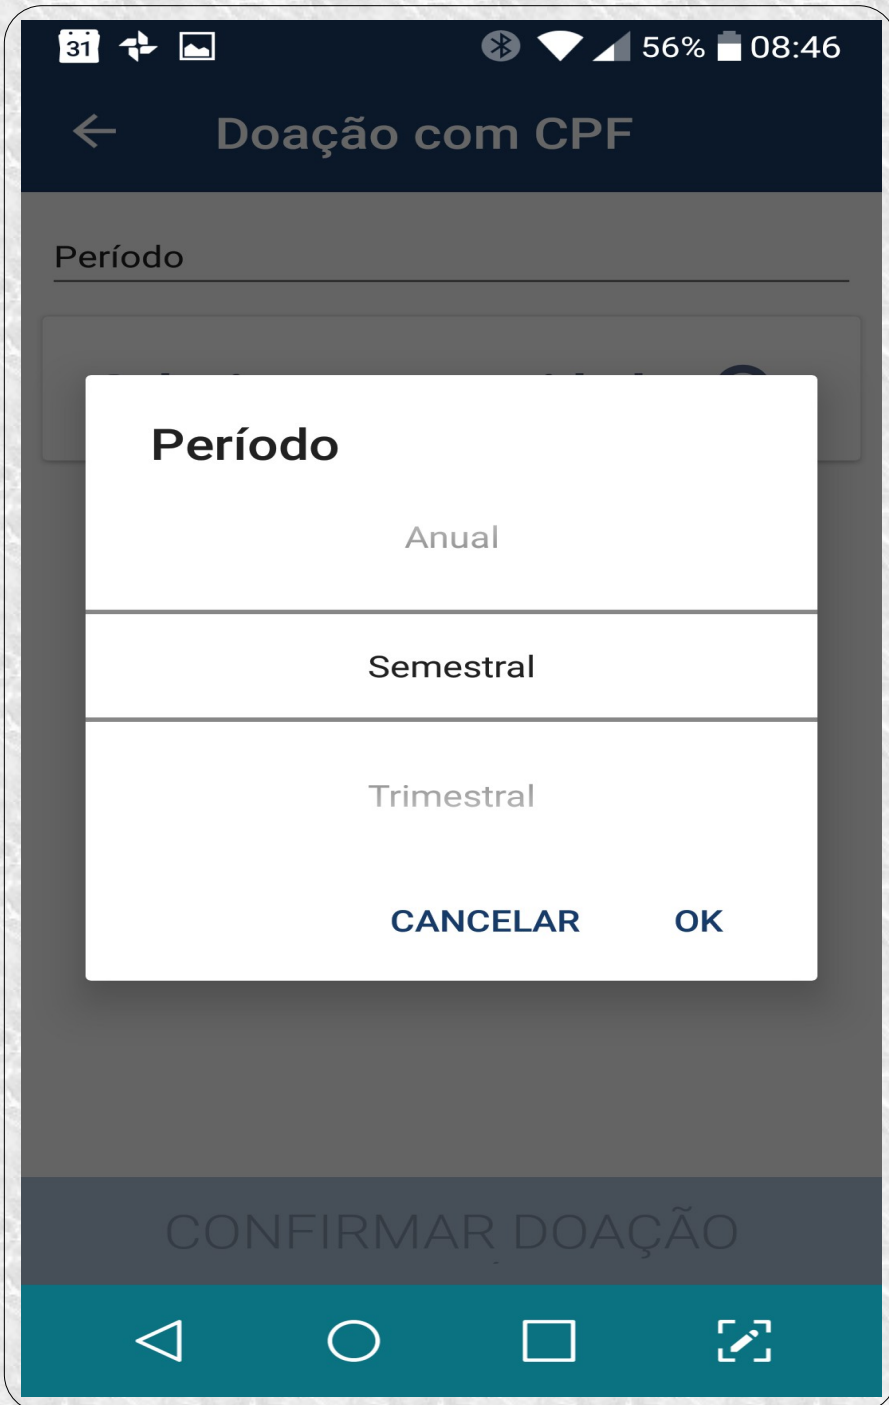 31
56% 08:46
Doação com CPF
Período
Período
Anual
Semestral
Trimestral
CANCELAR OK
CONFIRMAR DOAÇÃO